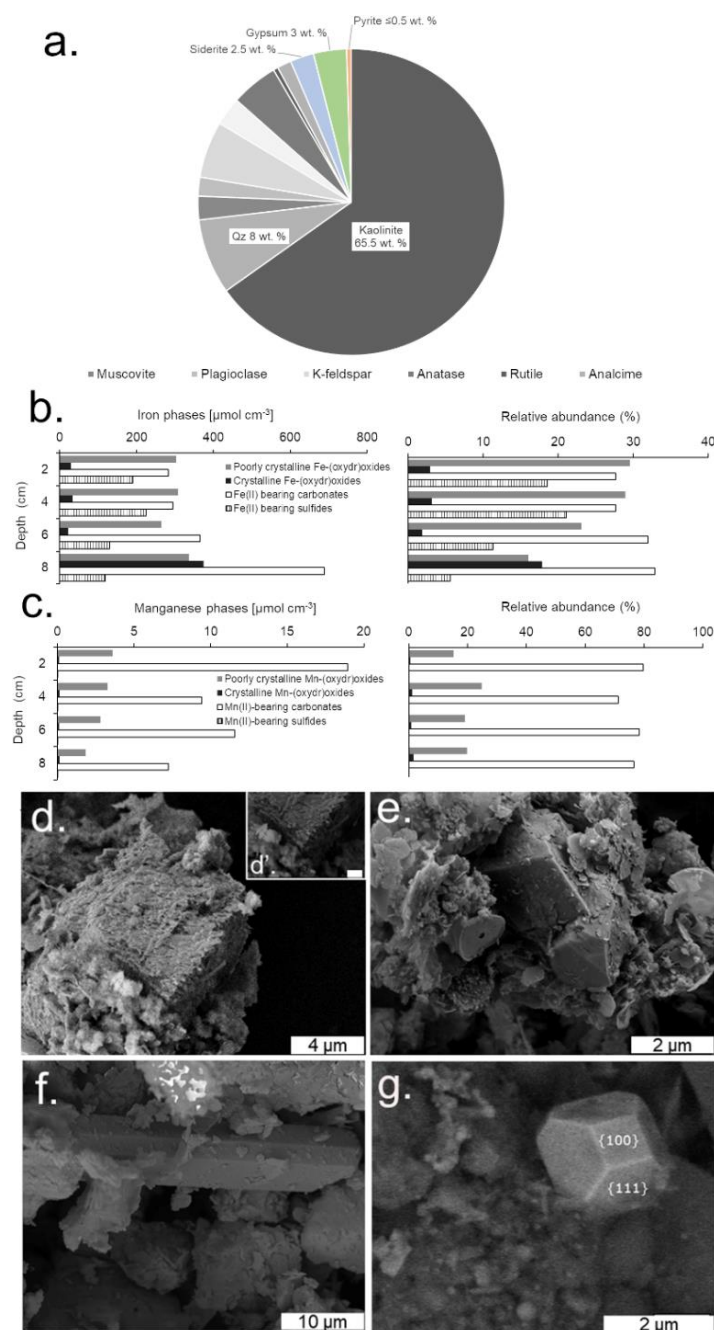 a.
Gypsum 3 wt. %
Pyrite ≤0.5 wt. %
Siderite 2.5 wt. %
Qz 8 wt. %
Kaolinite
65.5 wt. %
Muscovite Plagioclase K-feldspar Anatase Rutile Analcime
b.
Iron phases [µmol cm⁻³]
Relative abundance (%)
0 200 400 600 800
0 10 20 30 40
Depth (cm)
2
4
6
8
Poorly crystalline Fe-(oxydr)oxides
Crystalline Fe-(oxydr)oxides
Fe(II) bearing carbonates
Fe(II) bearing sulfides
c.
Manganese phases [µmol cm⁻³]
Relative abundance (%)
0 5 10 15 20
0 20 40 60 80 100
Depth (cm)
2
4
6
8
Poorly crystalline Mn-(oxydr)oxides
Crystalline Mn-(oxydr)oxides
Mn(II)-bearing carbonates
Mn(II)-bearing sulfides
d.
d'.
4 µm
e.
2 µm
f.
10 µm
g.
{100}
{111}
2 µm